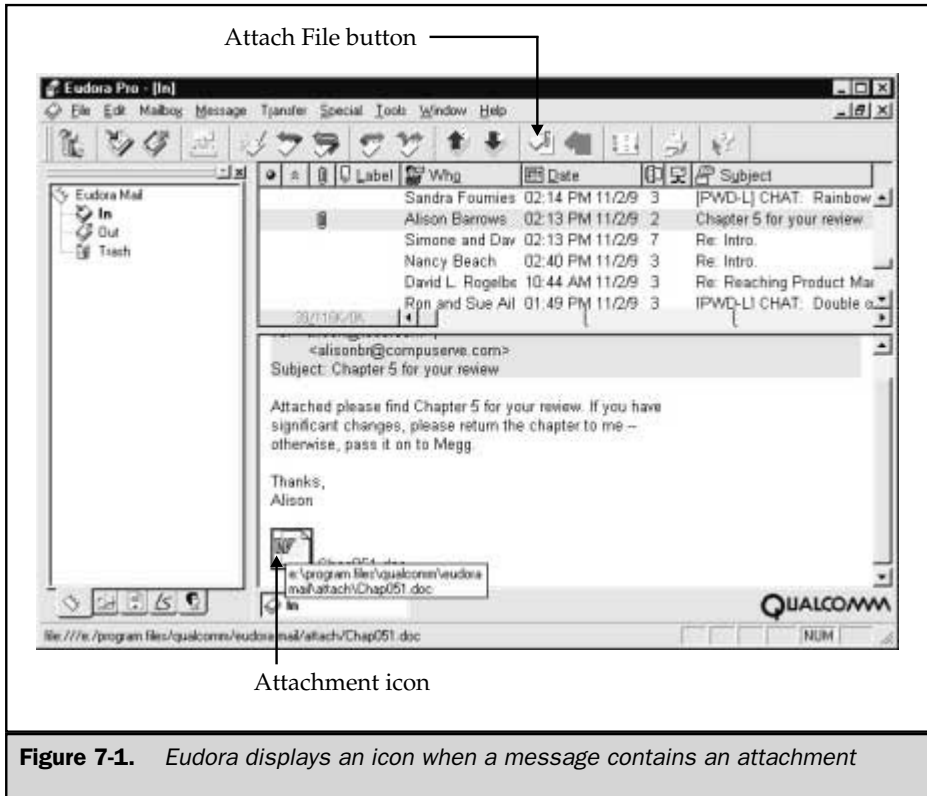 Attach File button
Eudora Pro - [In]
File Edit Mailbox Message Transfer Special Tools Window Help
Label Who Date Subject
Eudora Mail
In
Out
Trash
Sandra Fournies 02:14 PM 11/2/9 3 [PWD-L] CHAT: Rainbow
Alison Barrows 02:13 PM 11/2/9 2 Chapter 5 for your review
Simone and Dav 02:13 PM 11/2/9 7 Re: Intro.
Nancy Beach 02:40 PM 11/2/9 3 Re: Intro.
David L. Rogelbe 10:44 AM 11/2/9 3 Re: Reaching Product Mar
Ron and Sue Ail 01:49 PM 11/2/9 3 [PWD-L] CHAT: Double
<alisonbr@compuserve.com>
Subject: Chapter 5 for your review
Attached please find Chapter 5 for your review. If you have
significant changes, please return the chapter to me –
otherwise, pass it on to Megg.
Thanks,
Alison
Chap051.doc
e:\program files\qualcomm\eudora
mail\attach\Chap051.doc
In
QUALCOMM
file:///e:/program files/qualcomm/eudora mail/attach/Chap051.doc
NUM
Attachment icon
Figure 7-1. Eudora displays an icon when a message contains an attachment